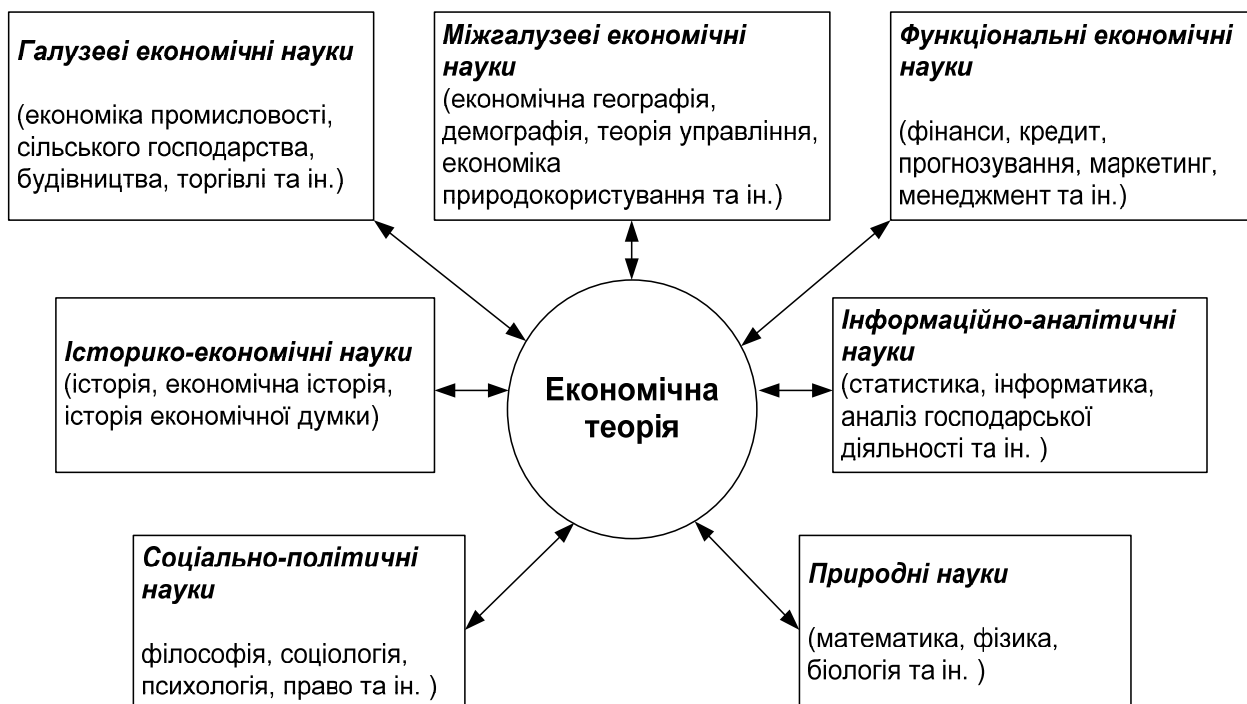 Галузеві економічні науки
(економіка промисловості,
сільського господарства,
будівництва, торгівлі та ін.)
Міжгалузеві економічні
науки
(економічна географія,
демографія, теорія управління,
економіка
природокористування та ін.)
Функціональні економічні
науки
(фінанси, кредит,
прогнозування, маркетинг,
менеджмент та ін.)
Історико-економічні науки
(історія, економічна історія,
історія економічної думки)
Економічна
теорія
Інформаційно-аналітичні
науки
(статистика, інформатика,
аналіз господарської
діяльності та ін. )
Соціально-політичні
науки
філософія, соціологія,
психологія, право та ін. )
Природні науки
(математика, фізика,
біологія та ін. )